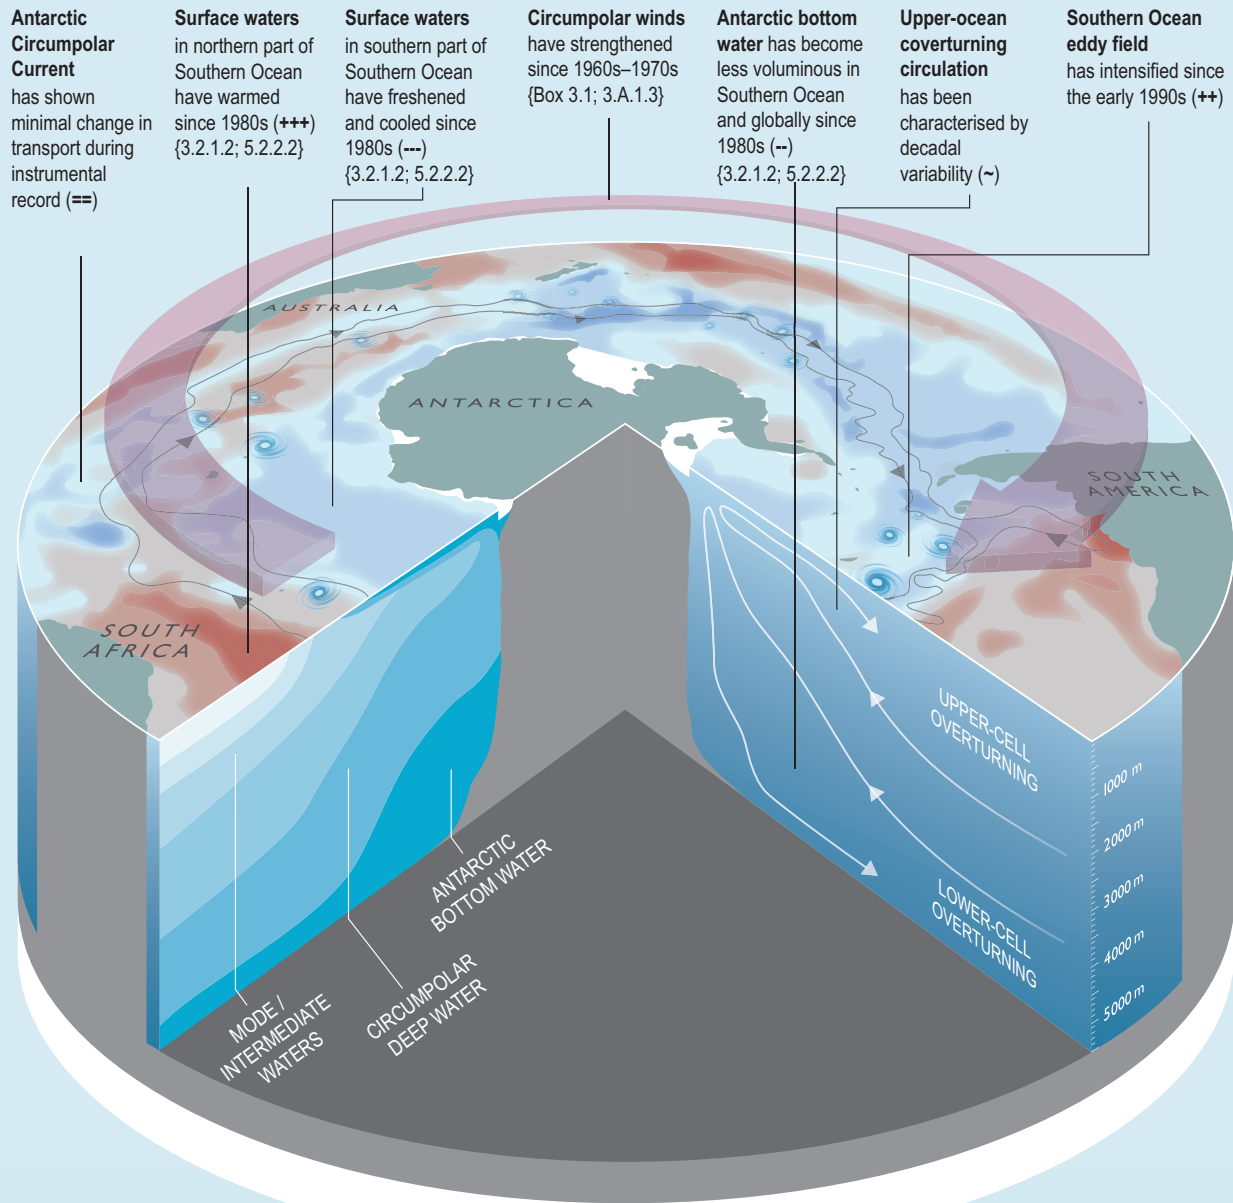 Antarctic
Circumpolar
Current
has shown
minimal change in
transport during
instrumental
record (==)
Surface waters
in northern part of
Southern Ocean
have warmed
since 1980s (+++)
{3.2.1.2; 5.2.2.2}
Surface waters
in southern part of
Southern Ocean
have freshened
and cooled since
1980s (---)
{3.2.1.2; 5.2.2.2}
Circumpolar winds
have strengthened
since 1960s–1970s
{Box 3.1; 3.A.1.3}
Antarctic bottom
water has become
less voluminous in
Southern Ocean
and globally since
1980s (--)
{3.2.1.2; 5.2.2.2}
Upper-ocean
coverturning
circulation
has been
characterised by
decadal
variability (~)
Southern Ocean
eddy field
has intensified since
the early 1990s (++)
AUSTRALIA
ANTARCTICA
SOUTH
AMERICA
SOUTH
AFRICA
UPPER-CELL
OVERTURNING
LOWER-CELL
OVERTURNING
1000 m
2000 m
3000 m
4000 m
5000 m
ANTARCTIC
BOTTOM WATER
CIRCUMPOLAR
DEEP WATER
MODE /
INTERMEDIATE
WATERS